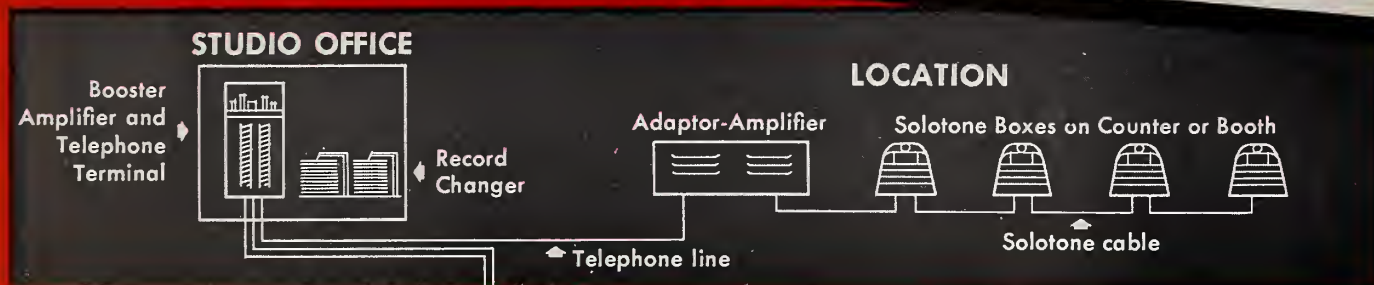 STUDIO OFFICE
Booster
Amplifier and
Telephone
Terminal
Record
Changer
LOCATION
Adaptor-Amplifier
Solotone Boxes on Counter or Booth
Telephone line
Solotone cable